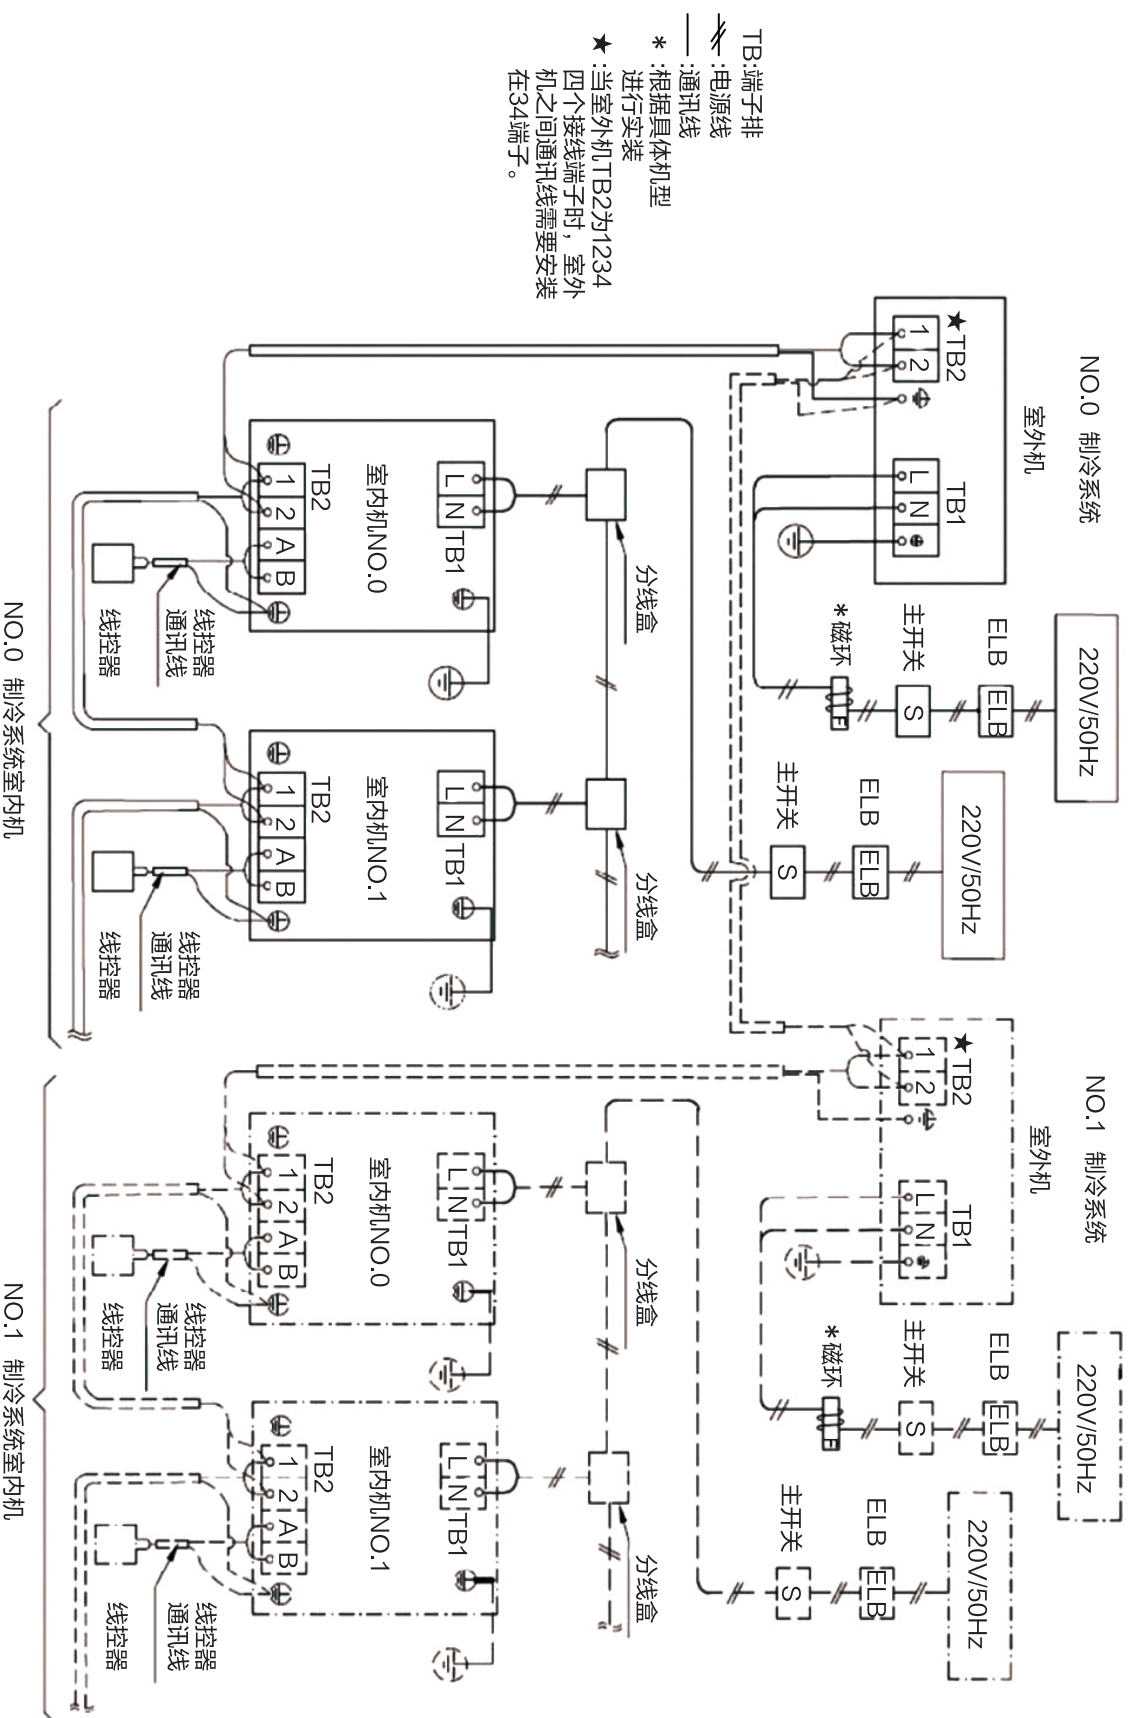 TB:端子排
:电源线
:通讯线
*:根据具体机型
进行实装
★:当室外机TB2为1234
四个接线端子时，室外
机之间通讯线需要安装
在34端子。
NO.0 制冷系统
室外机
★TB2
1 2
TB1
L N
220V/50Hz
ELB
ELB
主开关
S
*磁环
F
220V/50Hz
ELB
ELB
主开关
S
分线盒
分线盒
TB1
L N
室内机NO.0
TB2
1 2 A B
线控器
通讯线
线控器
TB1
L N
室内机NO.1
TB2
1 2 A B
线控器
通讯线
线控器
NO.0 制冷系统室内机
NO.1 制冷系统
室外机
★TB2
1 2
TB1
L N
220V/50Hz
ELB
ELB
主开关
S
*磁环
F
220V/50Hz
ELB
ELB
主开关
S
分线盒
分线盒
TB1
L N
室内机NO.0
TB2
1 2 A B
线控器
通讯线
线控器
TB1
L N
室内机NO.1
TB2
1 2 A B
线控器
通讯线
线控器
NO.1 制冷系统室内机